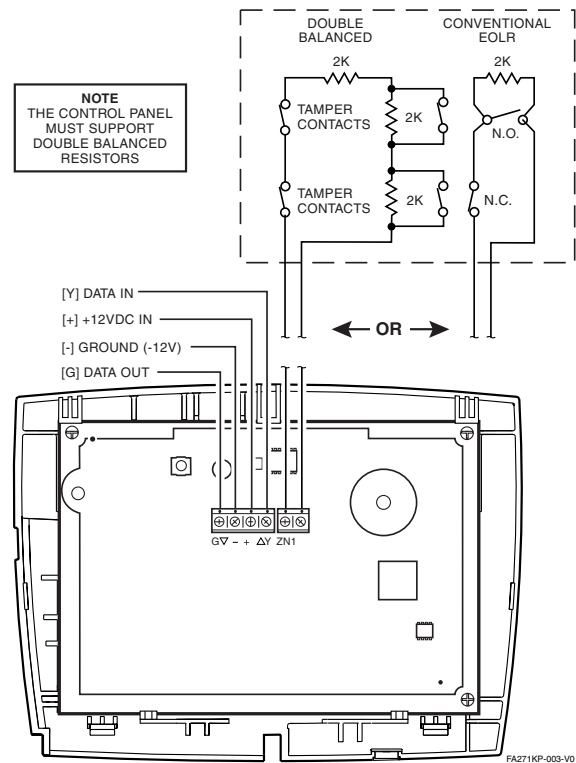 DOUBLE
BALANCED
CONVENTIONAL
EOLR
2K
2K
NOTE
THE CONTROL PANEL
MUST SUPPORT
DOUBLE BALANCED
RESISTORS
TAMPER
CONTACTS
2K
N.O.
TAMPER
CONTACTS
2K
N.C.
[Y] DATA IN
[+] +12VDC IN
[-] GROUND (-12V)
[G] DATA OUT
OR
G▽ - + △Y ZN1
FA271KP-003-V0